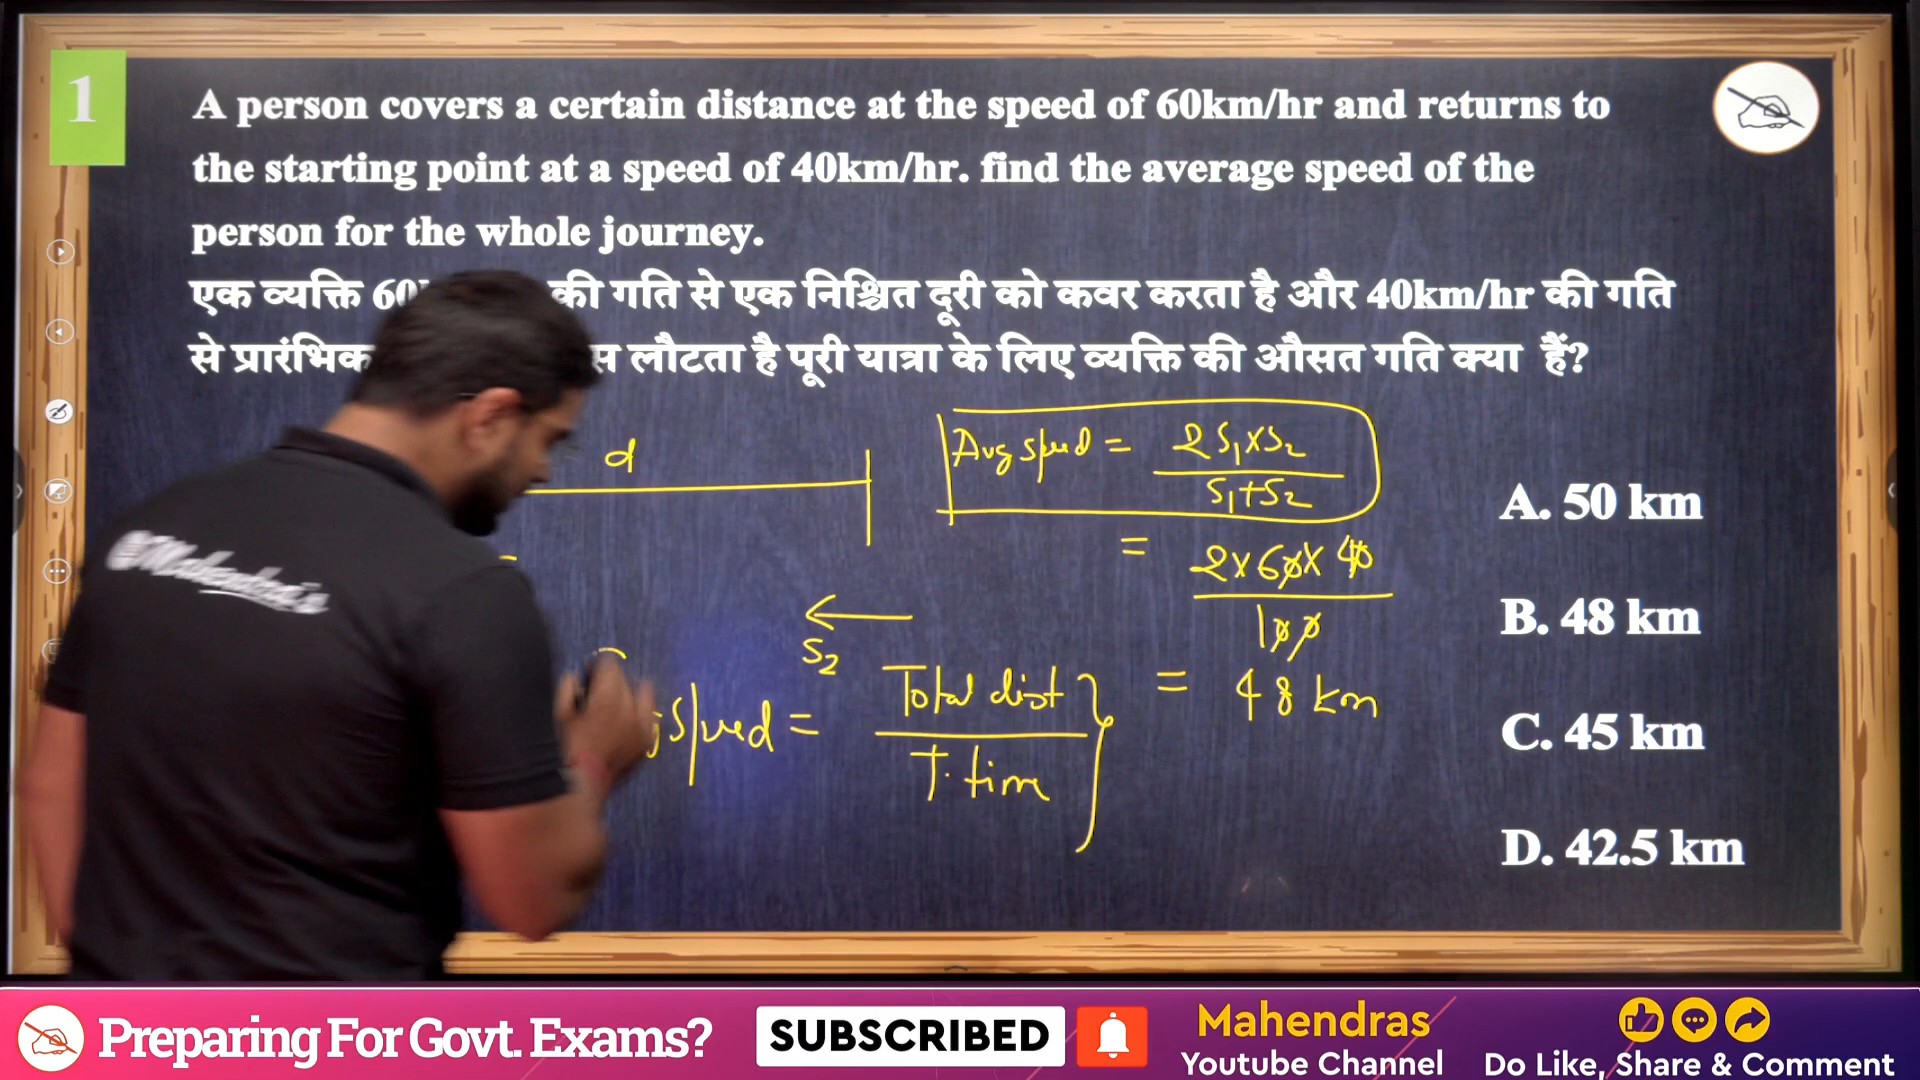 1
A person covers a certain distance at the speed of 60km/hr and returns to
the starting point at a speed of 40km/hr. find the average speed of the
person for the whole journey.
एक व्यक्ति 60 की गति से एक निश्चित दूरी को कवर करता है और 40km/hr की गति
से प्रारंभिक लौटता है पूरी यात्रा के लिए व्यक्ति की औसत गति क्या हैं?
d
Avg speed = 2 S₁ x S₂ / S₁ + S₂
= 2 x 60 x 40 / 100
= 48 km
S₂
speed = Total dist / T. time
A. 50 km
B. 48 km
C. 45 km
D. 42.5 km
@Mahendra's
Preparing For Govt. Exams?
SUBSCRIBED
Mahendras
Youtube Channel
Do Like, Share & Comment